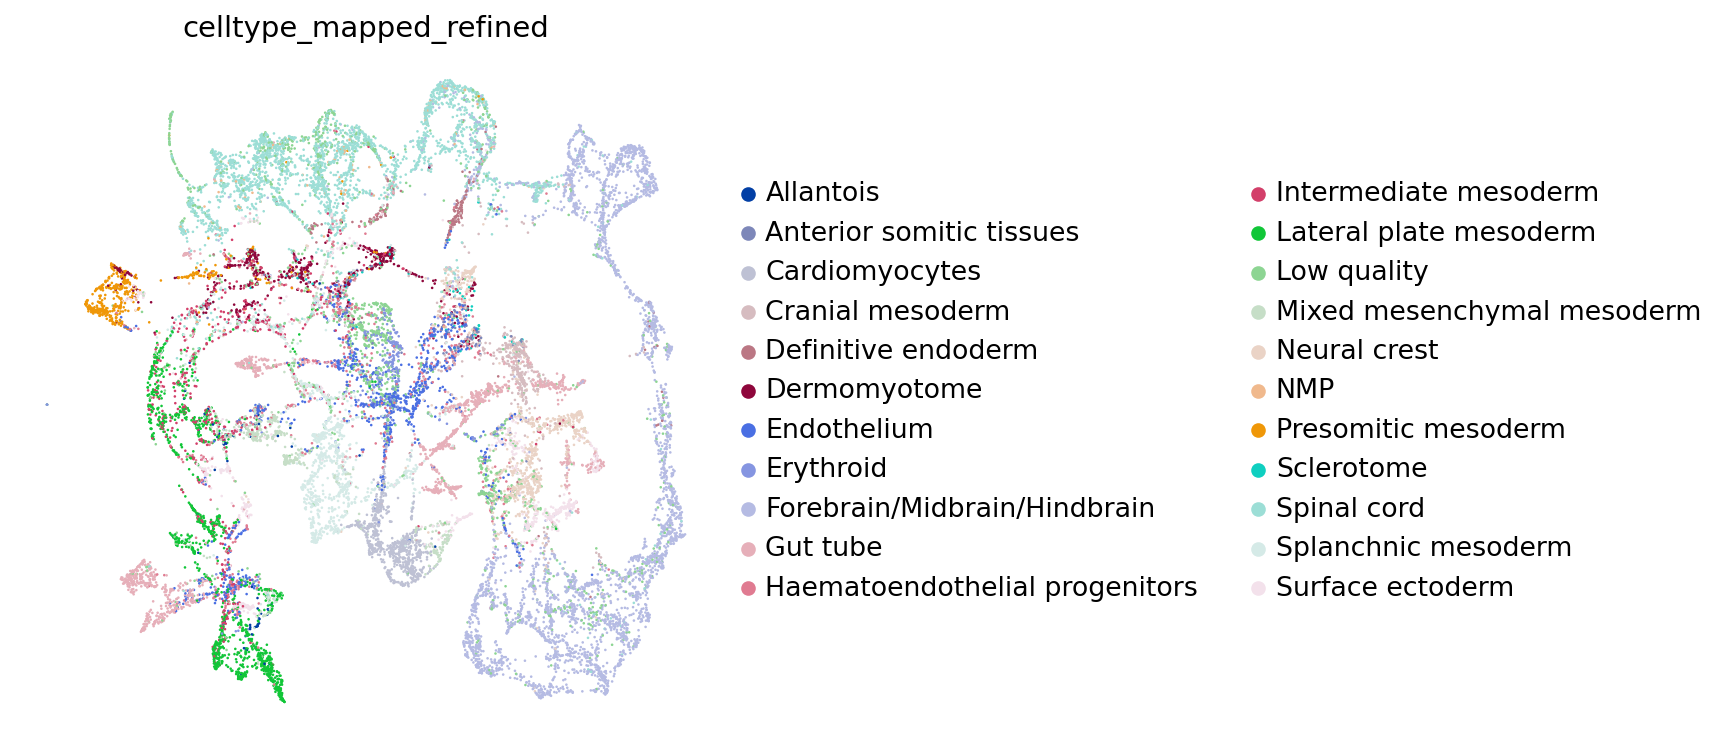 celltype_mapped_refined
Allantois
Anterior somitic tissues
Cardiomyocytes
Cranial mesoderm
Definitive endoderm
Dermomyotome
Endothelium
Erythroid
Forebrain/Midbrain/Hindbrain
Gut tube
Haematoendothelial progenitors
Intermediate mesoderm
Lateral plate mesoderm
Low quality
Mixed mesenchymal mesoderm
Neural crest
NMP
Presomitic mesoderm
Sclerotome
Spinal cord
Splanchnic mesoderm
Surface ectoderm